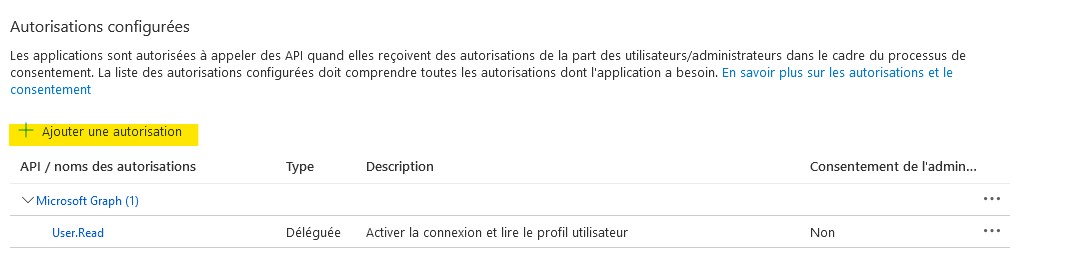 Autorisations configurées
Les applications sont autorisées à appeler des API quand elles reçoivent des autorisations de la part des utilisateurs/administrateurs dans le cadre du processus de
consentement. La liste des autorisations configurées doit comprendre toutes les autorisations dont l'application a besoin. En savoir plus sur les autorisations et le
consentement
Ajouter une autorisation
API / noms des autorisations Type Description Consentement de l'admin...
Microsoft Graph (1)
User.Read Déléguée Activer la connexion et lire le profil utilisateur Non